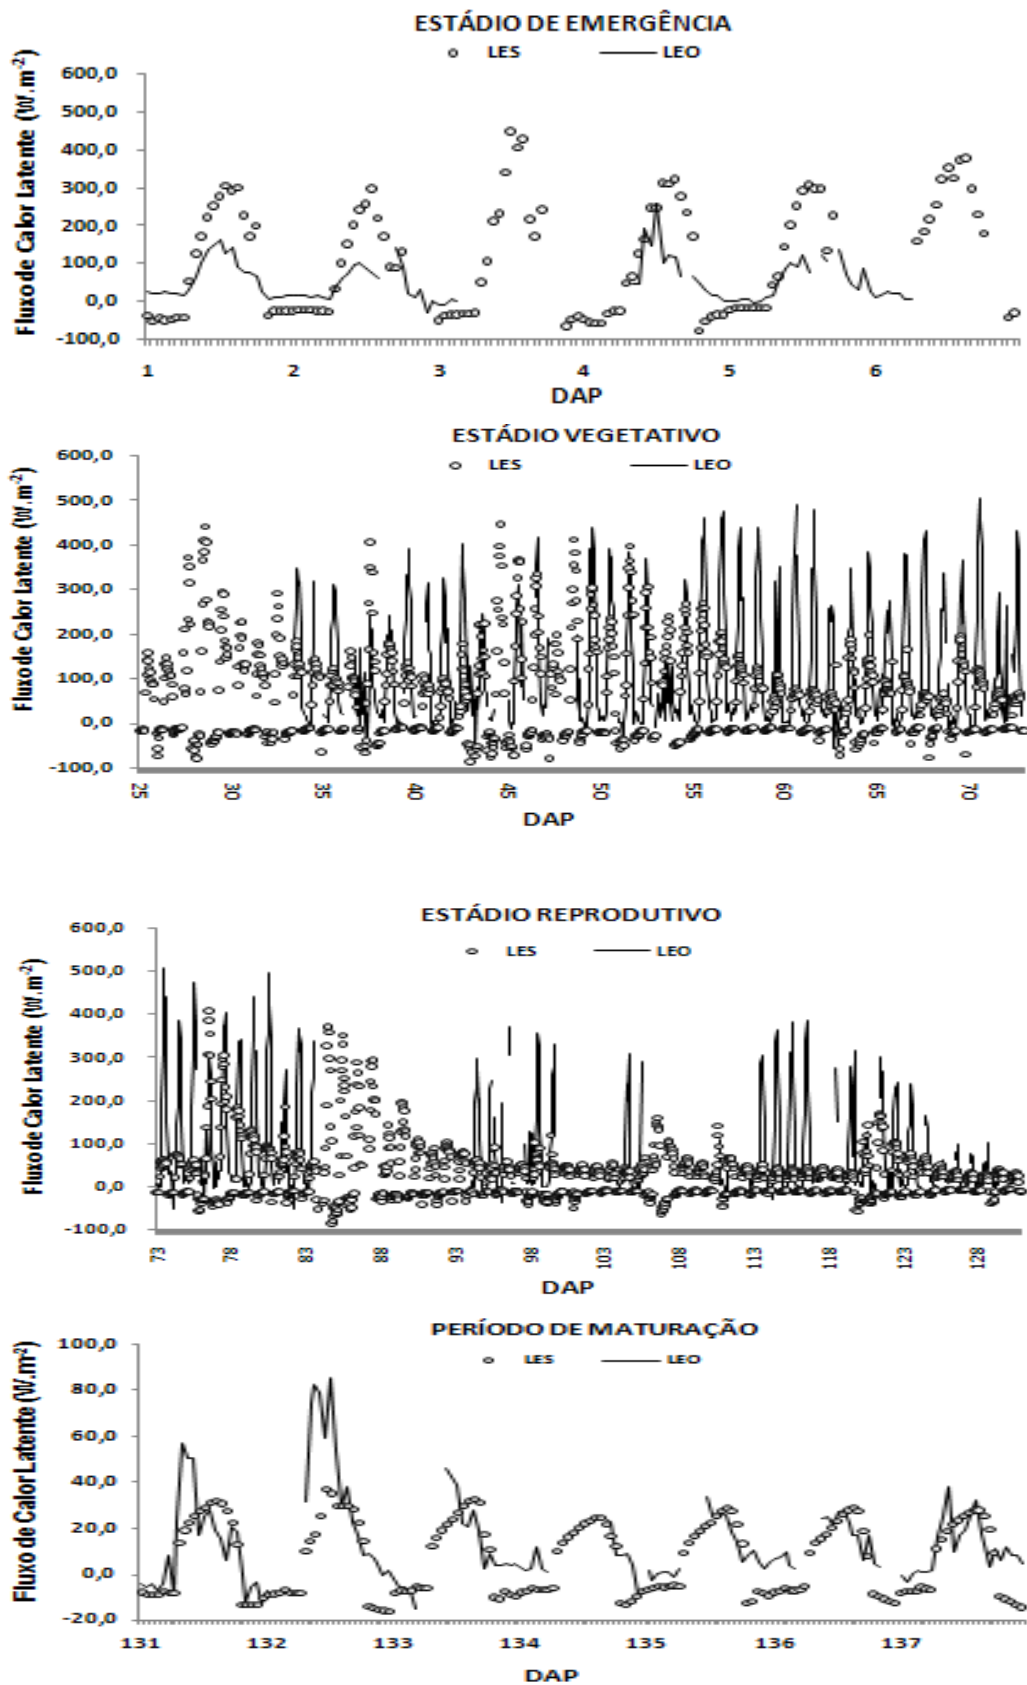 ESTÁDIO DE EMERGÊNCIA
LES LEO
Fluxo de Calor Latente (W.m-2)
600,0
500,0
400,0
300,0
200,0
100,0
0,0
-100,0
1 2 3 4 5 6
DAP
ESTÁDIO VEGETATIVO
LES LEO
Fluxo de Calor Latente (W.m-2)
600,0
500,0
400,0
300,0
200,0
100,0
0,0
-100,0
25 30 35 40 45 50 55 60 65 70
DAP
ESTÁDIO REPRODUTIVO
LES LEO
Fluxo de Calor Latente (W.m-2)
600,0
500,0
400,0
300,0
200,0
100,0
0,0
-100,0
73 78 83 88 93 98 103 108 113 118 123 128
DAP
PERÍODO DE MATURAÇÃO
LES LEO
Fluxo de Calor Latente (W.m-2)
100,0
80,0
60,0
40,0
20,0
0,0
-20,0
131 132 133 134 135 136 137
DAP